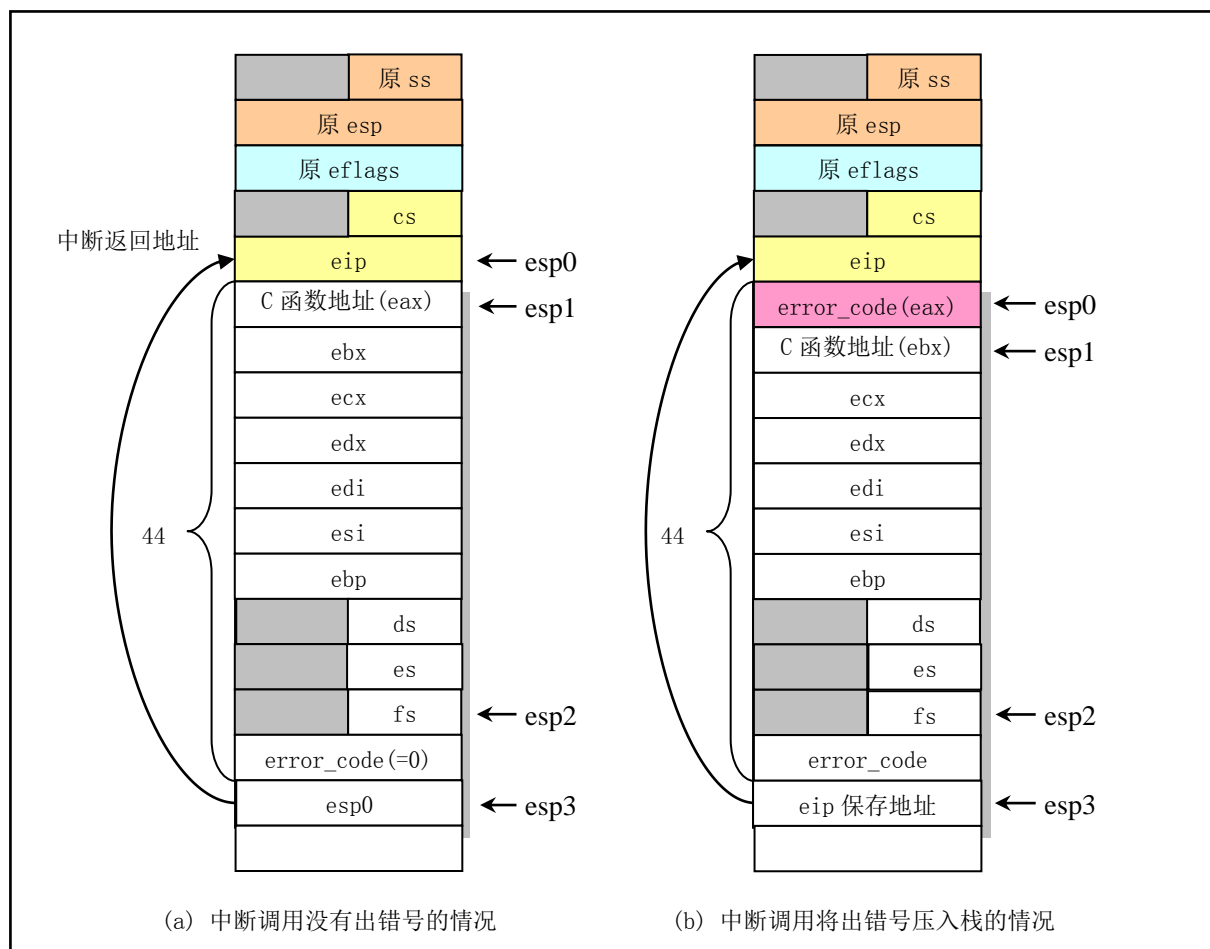 原 ss
原 esp
原 eflags
cs
中断返回地址
eip
esp0
C 函数地址(eax)
esp1
ebx
ecx
edx
edi
esi
44
ebp
ds
es
fs
esp2
error_code(=0)
esp0
esp3
(a) 中断调用没有出错号的情况
原 ss
原 esp
原 eflags
cs
eip
error_code(eax)
esp0
C 函数地址(ebx)
esp1
ecx
edx
edi
esi
44
ebp
ds
es
fs
esp2
error_code
eip 保存地址
esp3
(b) 中断调用将出错号压入栈的情况